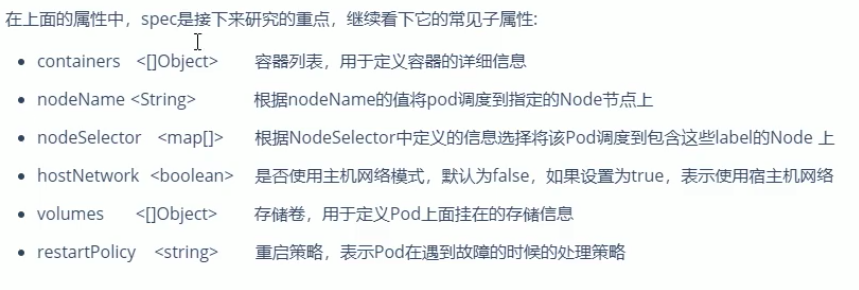 在上面的属性中，spec是接下来研究的重点，继续看下它的常见子属性:
containers <[]Object> 容器列表，用于定义容器的详细信息
nodeName <String> 根据nodeName的值将pod调度到指定的Node节点上
nodeSelector <map[]> 根据NodeSelector中定义的信息选择将该Pod调度到包含这些label的Node 上
hostNetwork <boolean> 是否使用主机网络模式，默认为false，如果设置为true，表示使用宿主机网络
volumes <[]Object> 存储卷，用于定义Pod上面挂在的存储信息
restartPolicy <string> 重启策略，表示Pod在遇到故障的时候的处理策略